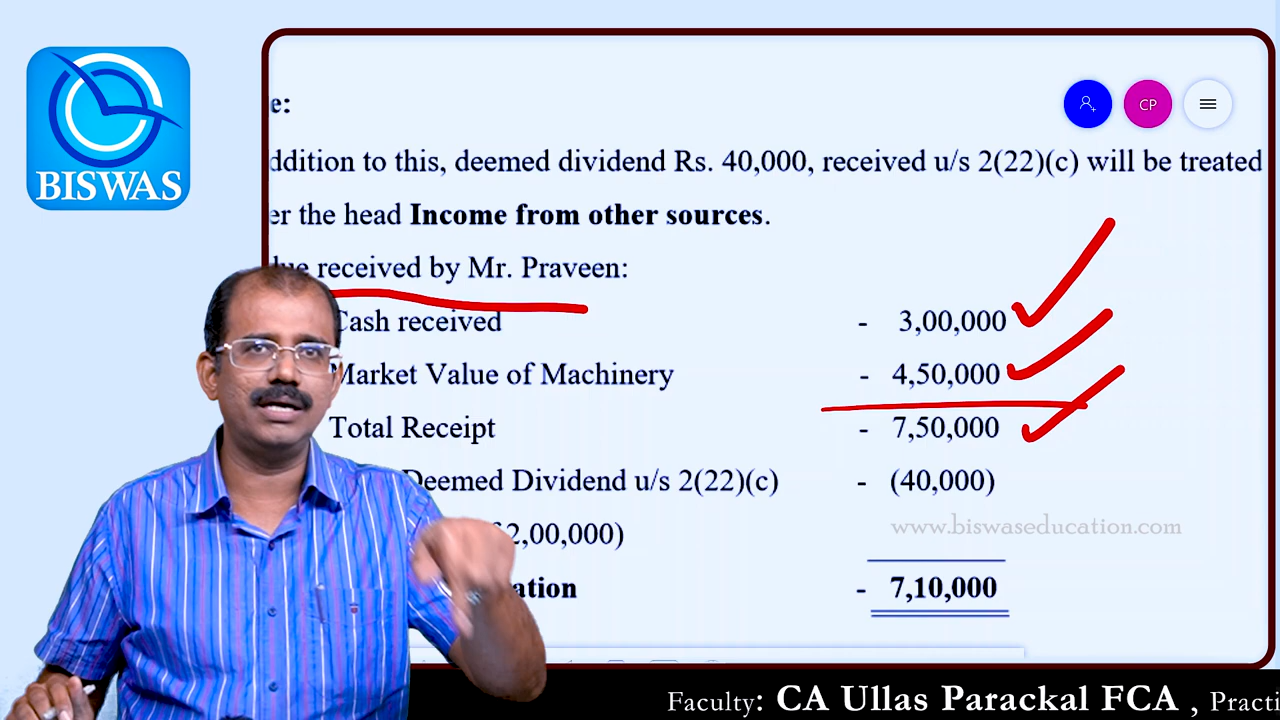 BISWAS
e:
CP
ddition to this, deemed dividend Rs. 40,000, received u/s 2(22)(c) will be treated
er the head Income from other sources.
received by Mr. Praveen:
Cash received - 3,00,000
Market Value of Machinery - 4,50,000
Total Receipt - 7,50,000
Deemed Dividend u/s 2(22)(c) - (40,000)
www.biswaseducation.com
2,00,000)
ation - 7,10,000
Faculty: CA Ullas Parackal FCA , Practi